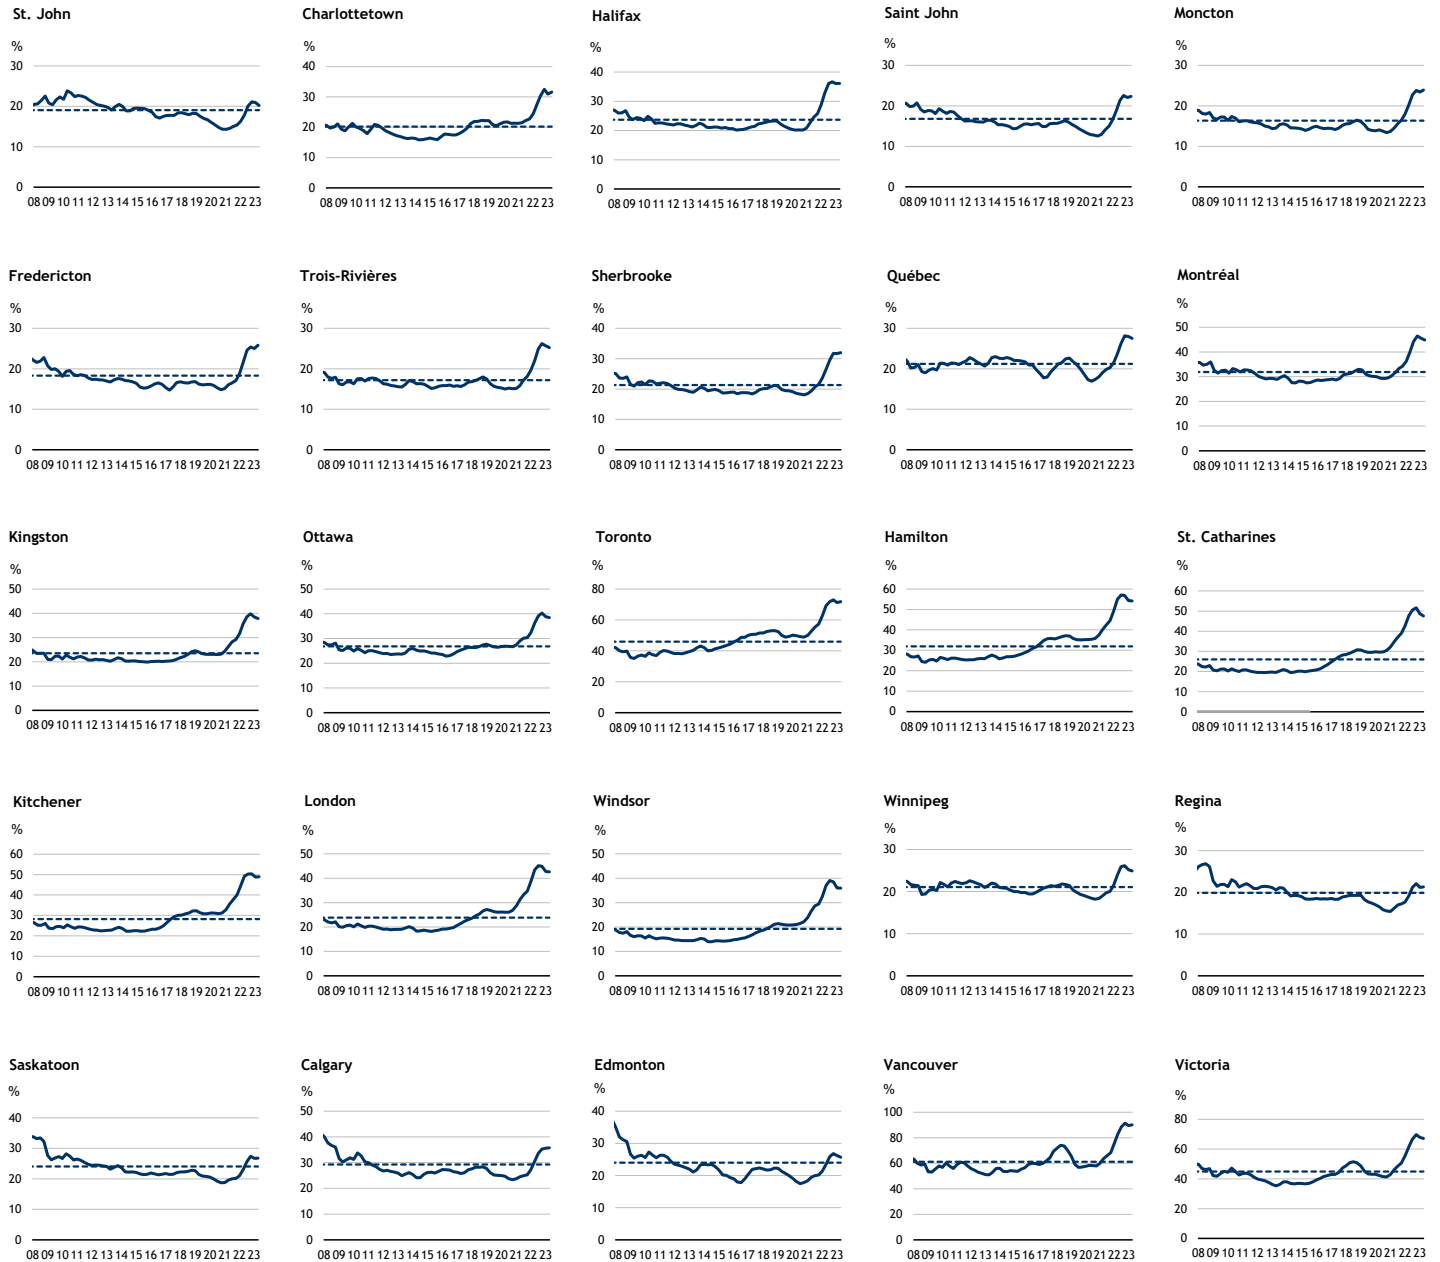 St. John Charlottetown Halifax Saint John Moncton
% % % % %
30 40 40 30 30
20 30 30 20 20
10 20 20 10 10
0 10 10 0 0
0 0
08 09 10 11 12 13 14 15 16 17 18 19 20 21 22 23 08 09 10 11 12 13 14 15 16 17 18 19 20 21 22 23 08 09 10 11 12 13 14 15 16 17 18 19 20 21 22 23 08 09 10 11 12 13 14 15 16 17 18 19 20 21 22 23 08 09 10 11 12 13 14 15 16 17 18 19 20 21 22 23
Fredericton Trois-Rivières Sherbrooke Québec Montréal
% % % % %
30 30 40 30 50
20 20 30 20 40
10 10 20 10 30
0 0 10 0 20
0 10
0
08 09 10 11 12 13 14 15 16 17 18 19 20 21 22 23 08 09 10 11 12 13 14 15 16 17 18 19 20 21 22 23 08 09 10 11 12 13 14 15 16 17 18 19 20 21 22 23 08 09 10 11 12 13 14 15 16 17 18 19 20 21 22 23 08 09 10 11 12 13 14 15 16 17 18 19 20 21 22 23
Kingston Ottawa Toronto Hamilton St. Catharines
% % % % %
50 50 80 60 60
40 40 60 50 50
30 30 40 40 40
20 20 20 30 30
10 10 0 20 20
0 0 10 10
0 0
08 09 10 11 12 13 14 15 16 17 18 19 20 21 22 23 08 09 10 11 12 13 14 15 16 17 18 19 20 21 22 23 08 09 10 11 12 13 14 15 16 17 18 19 20 21 22 23 08 09 10 11 12 13 14 15 16 17 18 19 20 21 22 23 08 09 10 11 12 13 14 15 16 17 18 19 20 21 22 23
Kitchener London Windsor Winnipeg Regina
% % % % %
60 50 50 30 30
50 40 40 20 20
40 30 30 10 10
30 20 20 0 0
20 10 10
10 0 0
0
08 09 10 11 12 13 14 15 16 17 18 19 20 21 22 23 08 09 10 11 12 13 14 15 16 17 18 19 20 21 22 23 08 09 10 11 12 13 14 15 16 17 18 19 20 21 22 23 08 09 10 11 12 13 14 15 16 17 18 19 20 21 22 23 08 09 10 11 12 13 14 15 16 17 18 19 20 21 22 23
Saskatoon Calgary Edmonton Vancouver Victoria
% % % % %
40 50 40 100 80
30 40 30 80 60
20 30 20 60 40
10 20 10 40 20
0 10 0 20 0
0 0
08 09 10 11 12 13 14 15 16 17 18 19 20 21 22 23 08 09 10 11 12 13 14 15 16 17 18 19 20 21 22 23 08 09 10 11 12 13 14 15 16 17 18 19 20 21 22 23 08 09 10 11 12 13 14 15 16 17 18 19 20 21 22 23 08 09 10 11 12 13 14 15 16 17 18 19 20 21 22 23